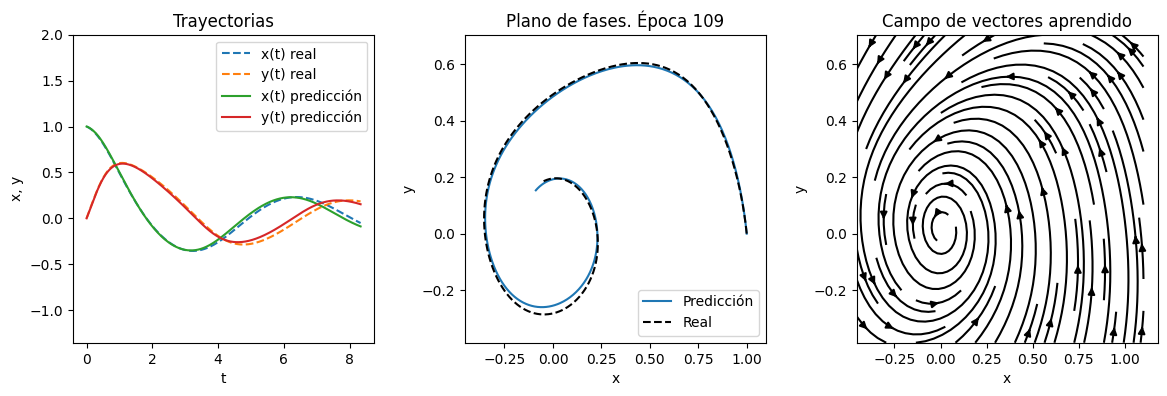 Trayectorias
2.0
1.5
1.0
0.5
0.0
−0.5
−1.0
x, y
0
2
4
6
8
t
x(t) real
y(t) real
x(t) predicción
y(t) predicción
Plano de fases. Época 109
0.6
0.4
0.2
0.0
−0.2
y
−0.25
0.00
0.25
0.50
0.75
1.00
x
Predicción
Real
Campo de vectores aprendido
0.6
0.4
0.2
0.0
−0.2
y
−0.25
0.00
0.25
0.50
0.75
1.00
x